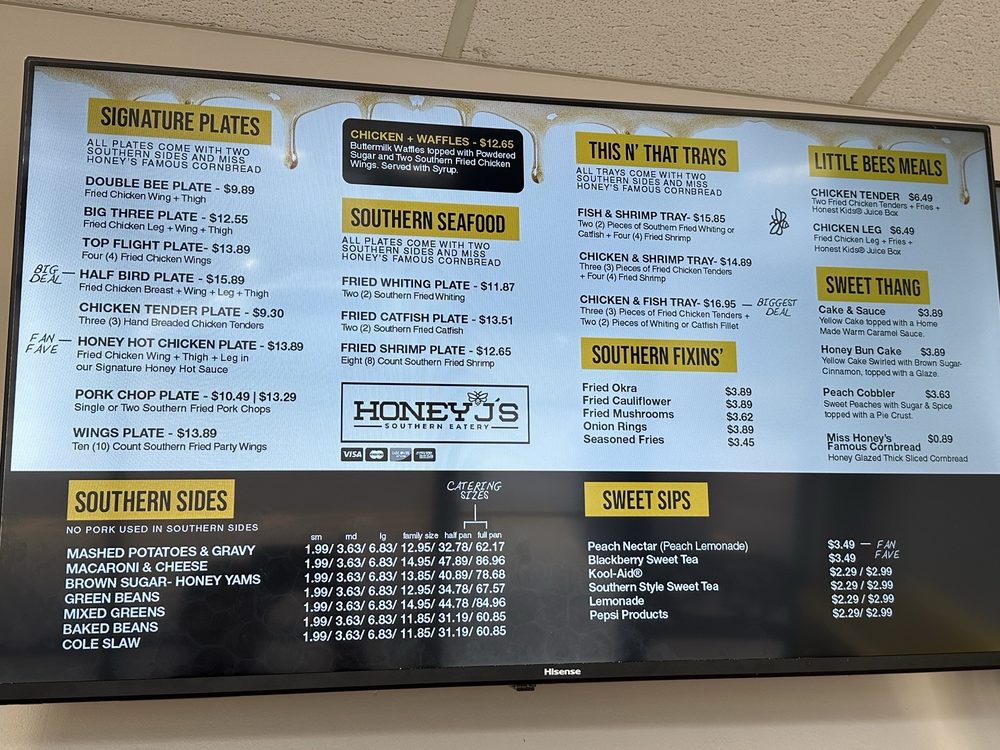 SIGNATURE PLATES
ALL PLATES COME WITH TWO
SOUTHERN SIDES AND MISS
HONEY'S FAMOUS CORNBREAD
DOUBLE BEE PLATE - $9.89
Fried Chicken Wing + Thigh
BIG THREE PLATE - $12.55
Fried Chicken Leg + Wing + Thigh
TOP FLIGHT PLATE- $13.89
Four (4) Fried Chicken Wings
BIG DEAL
HALF BIRD PLATE - $15.89
Fried Chicken Breast + Wing + Leg + Thigh
CHICKEN TENDER PLATE - $9.30
Three (3) Hand Breaded Chicken Tenders
FAN FAVE
HONEY HOT CHICKEN PLATE - $13.89
Fried Chicken Wing + Thigh + Leg in
our Signature Honey Hot Sauce
PORK CHOP PLATE - $10.49 | $13.29
Single or Two Southern Fried Pork Chops
WINGS PLATE - $13.89
Ten (10) Count Southern Fried Party Wings
CHICKEN + WAFFLES - $12.65
Buttermilk Waffles topped with Powdered
Sugar and Two Southern Fried Chicken
Wings. Served with Syrup.
SOUTHERN SEAFOOD
ALL PLATES COME WITH TWO
SOUTHERN SIDES AND MISS
HONEY'S FAMOUS CORNBREAD
FRIED WHITING PLATE - $11.87
Two (2) Southern Fried Whiting
FRIED CATFISH PLATE - $13.51
Two (2) Southern Fried Catfish
FRIED SHRIMP PLATE - $12.65
Eight (8) Count Southern Fried Shrimp
HONEYJ'S
SOUTHERN EATERY
VISA
THIS N' THAT TRAYS
ALL TRAYS COME WITH TWO
SOUTHERN SIDES AND MISS
HONEY'S FAMOUS CORNBREAD
FISH & SHRIMP TRAY- $15.85
Two (2) Pieces of Southern Fried Whiting or
Catfish + Four (4) Fried Shrimp
CHICKEN & SHRIMP TRAY- $14.89
Three (3) Pieces of Fried Chicken Tenders
+ Four (4) Fried Shrimp
CHICKEN & FISH TRAY- $16.95
BIGGEST DEAL
Three (3) Pieces of Fried Chicken Tenders +
Two (2) Pieces of Whiting or Catfish Fillet
SOUTHERN FIXINS'
Fried Okra $3.89
Fried Cauliflower $3.89
Fried Mushrooms $3.62
Onion Rings $3.89
Seasoned Fries $3.45
LITTLE BEES MEALS
CHICKEN TENDER $6.49
Two Fried Chicken Tenders + Fries +
Honest Kids® Juice Box
CHICKEN LEG $6.49
Fried Chicken Leg + Fries +
Honest Kids® Juice Box
SWEET THANG
Cake & Sauce $3.89
Yellow Cake topped with a Home
Made Warm Caramel Sauce.
Honey Bun Cake $3.89
Yellow Cake Swirled with Brown Sugar-
Cinnamon, topped with a Glaze.
Peach Cobbler $3.63
Sweet Peaches with Sugar & Spice
topped with a Pie Crust.
Miss Honey's
Famous Cornbread $0.89
Honey Glazed Thick Sliced Cornbread
SOUTHERN SIDES
NO PORK USED IN SOUTHERN SIDES
CATERING
SIZES
sm md lg family size half pan full pan
MASHED POTATOES & GRAVY 1.99/ 3.63/ 6.83/ 12.95/ 32.78/ 62.17
MACARONI & CHEESE 1.99/ 3.63/ 6.83/ 14.95/ 47.89/ 86.96
BROWN SUGAR- HONEY YAMS 1.99/ 3.63/ 6.83/ 13.85/ 40.89/ 78.68
GREEN BEANS 1.99/ 3.63/ 6.83/ 12.95/ 34.78/ 67.57
MIXED GREENS 1.99/ 3.63/ 6.83/ 14.95/ 44.78 /84.96
BAKED BEANS 1.99/ 3.63/ 6.83/ 11.85/ 31.19/ 60.85
COLE SLAW 1.99/ 3.63/ 6.83/ 11.85/ 31.19/ 60.85
SWEET SIPS
Peach Nectar (Peach Lemonade) $3.49
FAN FAVE
Blackberry Sweet Tea $3.49
Kool-Aid® $2.29 / $2.99
Southern Style Sweet Tea $2.29 / $2.99
Lemonade $2.29 / $2.99
Pepsi Products $2.29/ $2.99
Hisense